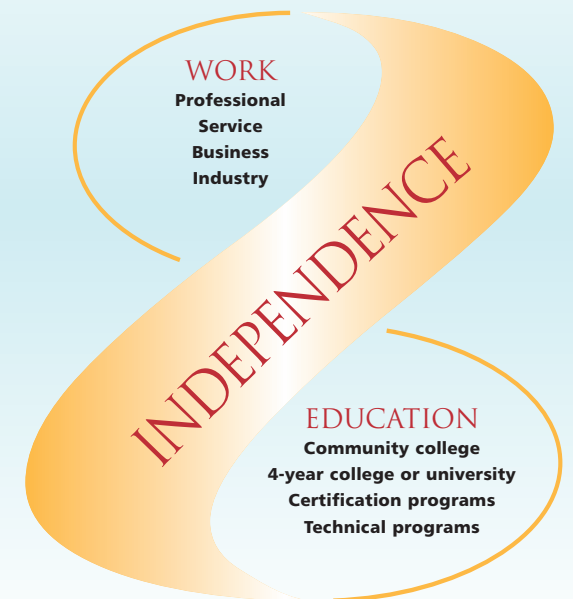 WORK
Professional
Service
Business
Industry
INDEPENDENCE
EDUCATION
Community college
4-year college or university
Certification programs
Technical programs